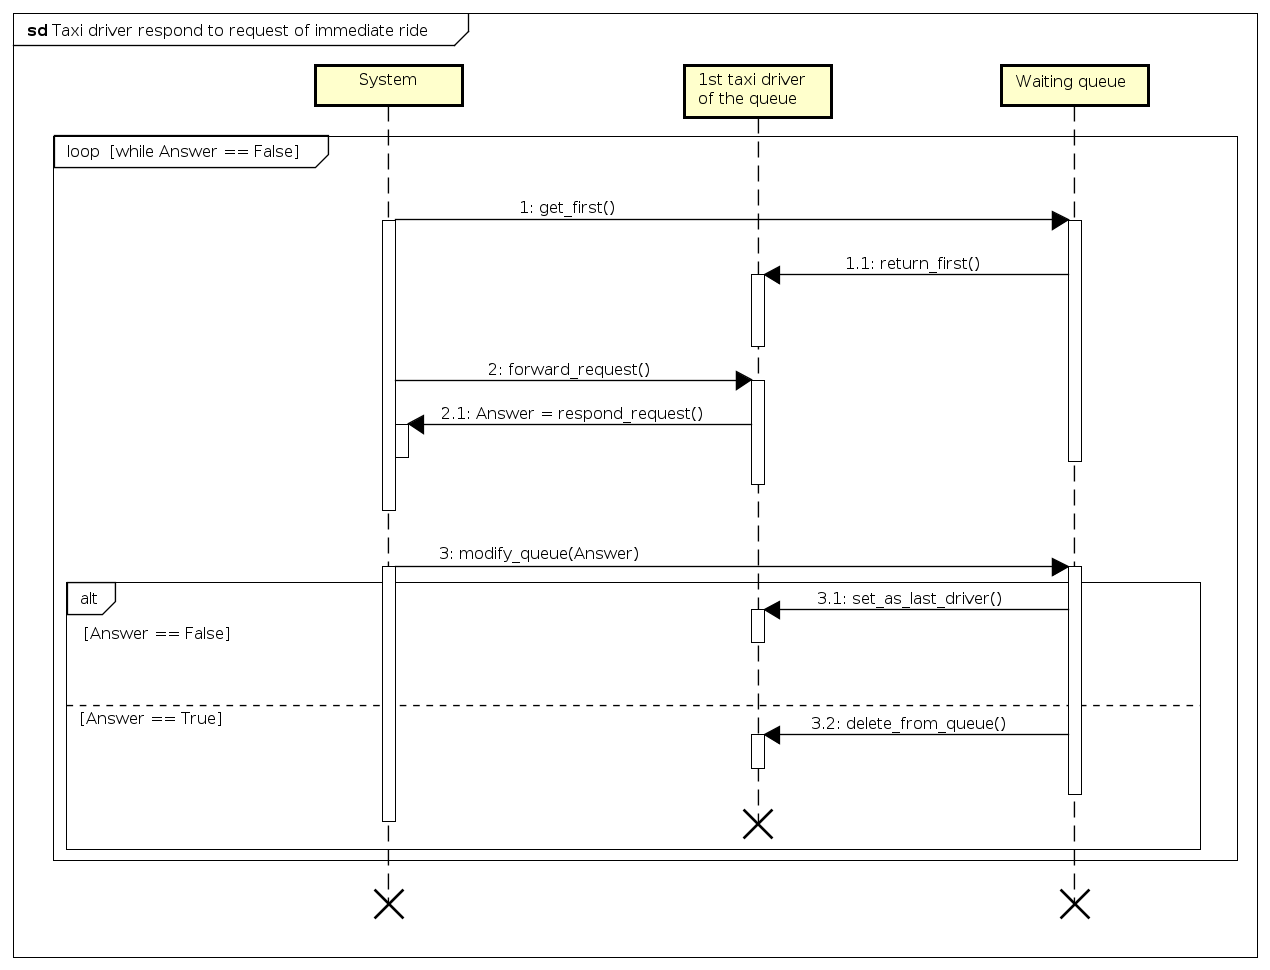 sd Taxi driver respond to request of immediate ride
System
1st taxi driver
of the queue
Waiting queue
loop [while Answer == False]
1: get_first()
1.1: return_first()
2: forward_request()
2.1: Answer = respond_request()
3: modify_queue(Answer)
alt
3.1: set_as_last_driver()
[Answer == False]
[Answer == True]
3.2: delete_from_queue()